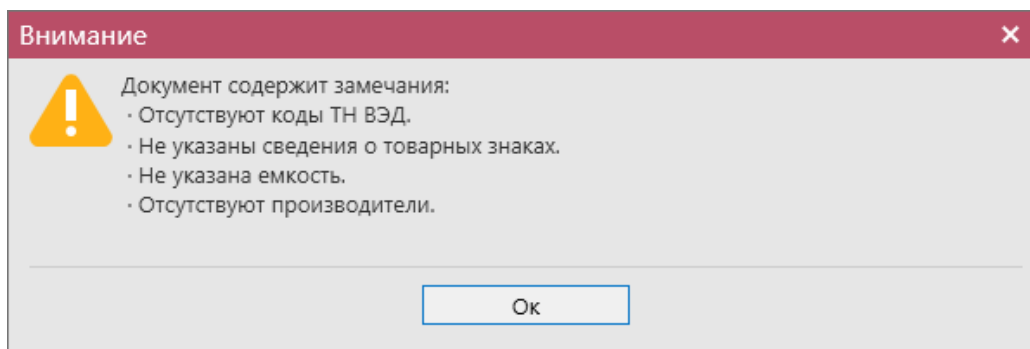 Внимание
Документ содержит замечания:
· Отсутствуют коды ТН ВЭД.
· Не указаны сведения о товарных знаках.
· Не указана емкость.
· Отсутствуют производители.
Ок